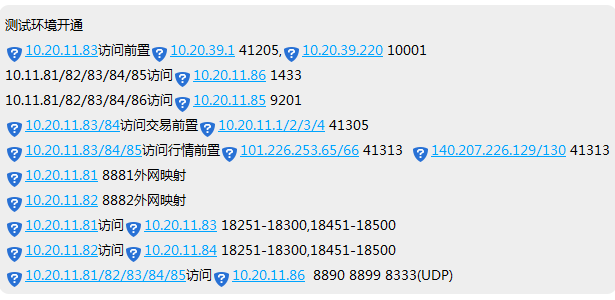 测试环境开通
10.20.11.83访问前置 10.20.39.1 41205, 10.20.39.220 10001
10.11.81/82/83/84/85访问 10.20.11.86 1433
10.11.81/82/83/84/86访问 10.20.11.85 9201
10.20.11.83/84访问交易前置 10.20.11.1/2/3/4 41305
10.20.11.83/84/85访问行情前置 101.226.253.65/66 41313 140.207.226.129/130 41313
10.20.11.81 8881外网映射
10.20.11.82 8882外网映射
10.20.11.81访问 10.20.11.83 18251-18300,18451-18500
10.20.11.82访问 10.20.11.84 18251-18300,18451-18500
10.20.11.81/82/83/84/85访问 10.20.11.86 8890 8899 8333(UDP)